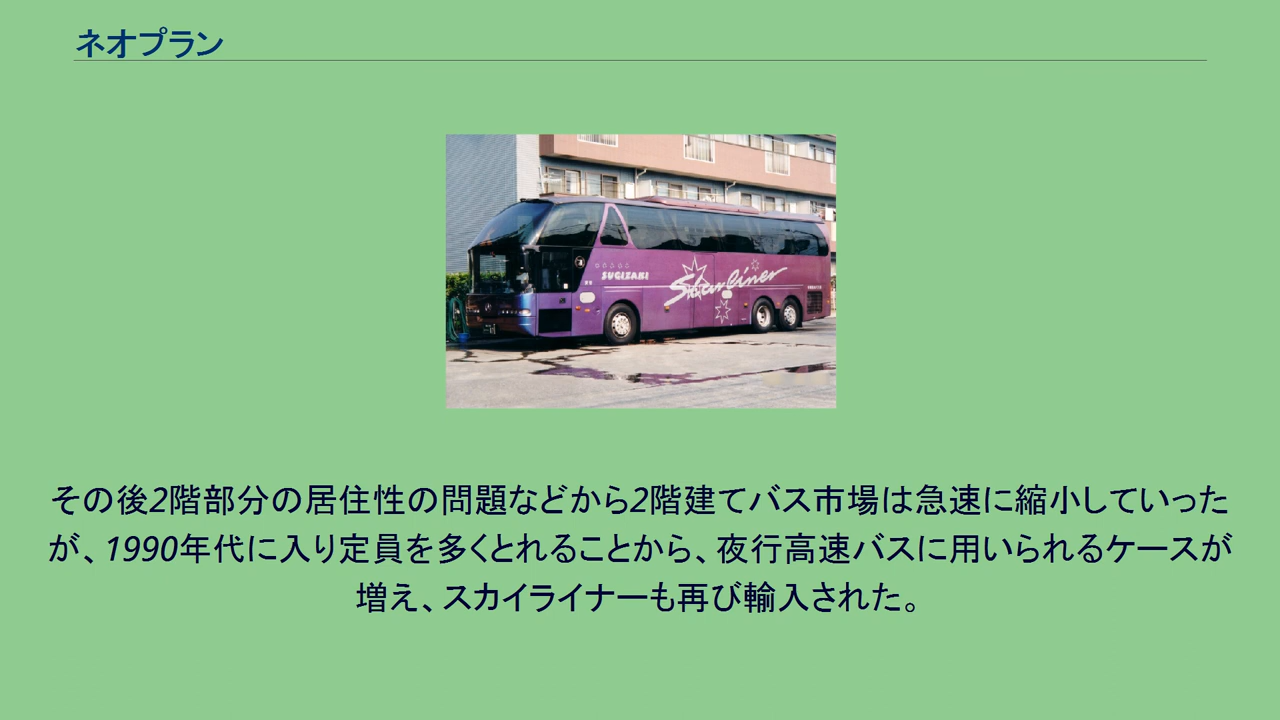 ネオプラン
SUGIZAKI
Starliner
その後2階部分の居住性の問題などから2階建てバス市場は急速に縮小していった
が、1990年代に入り定員を多くとれることから、夜行高速バスに用いられるケースが
増え、スカイライナーも再び輸入された。